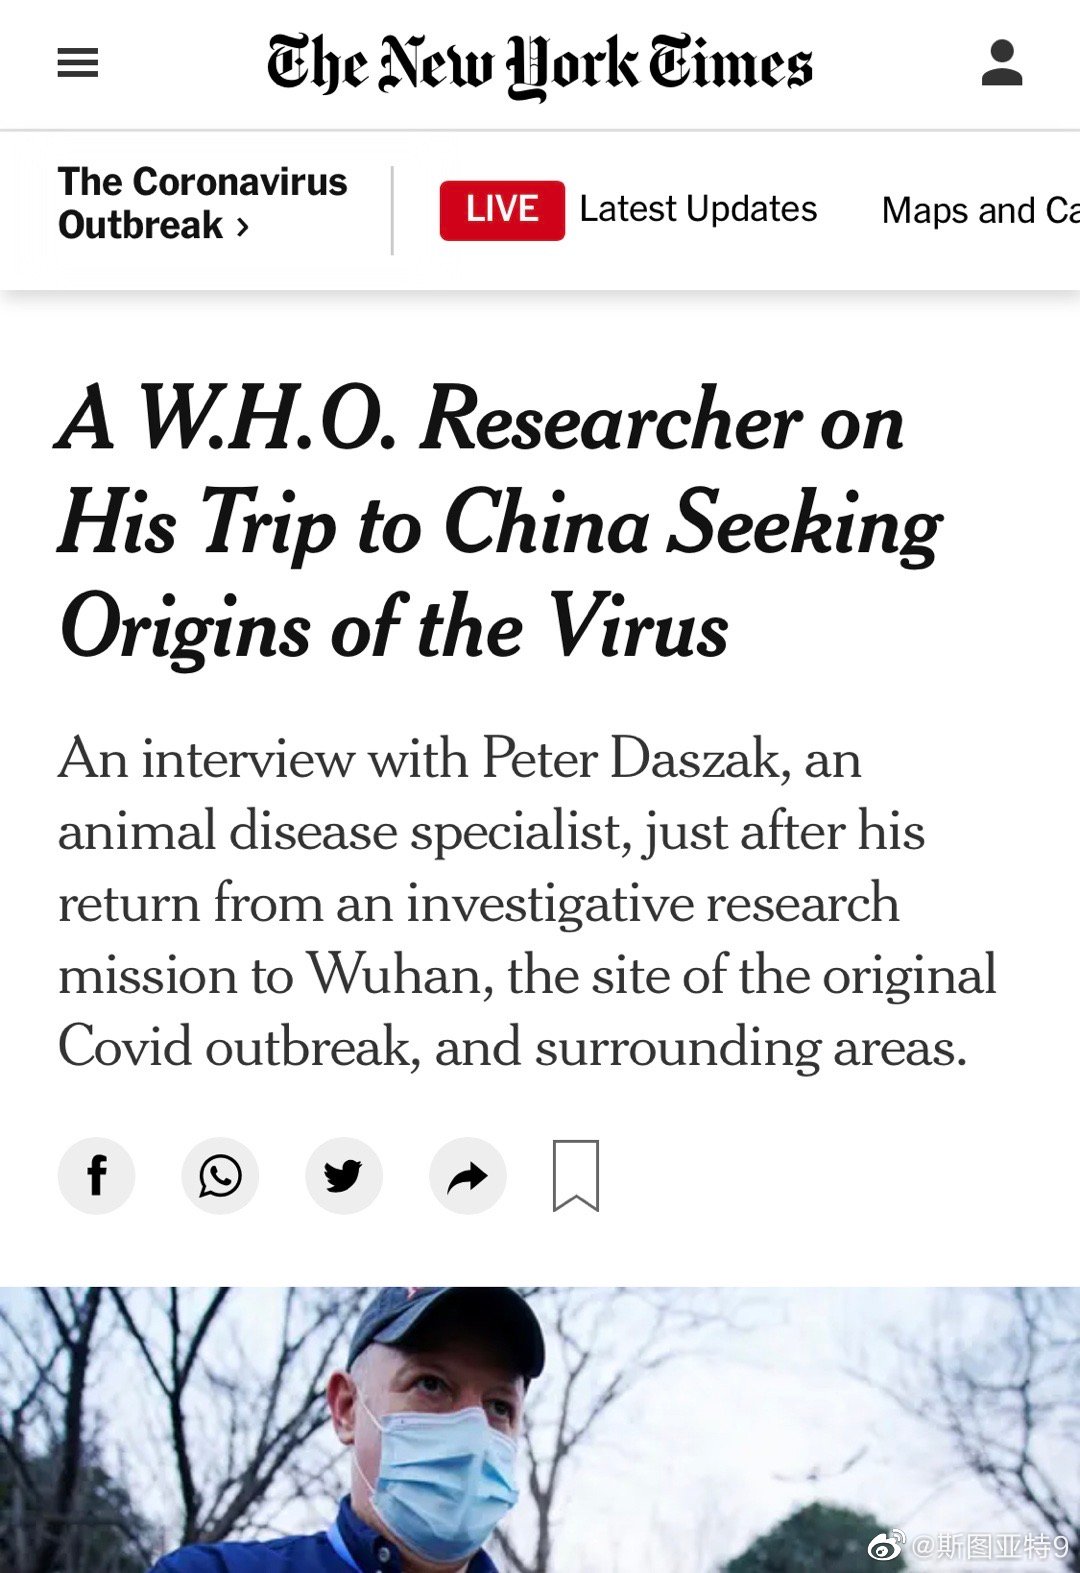 The New York Times
The Coronavirus
Outbreak >
LIVE Latest Updates
Maps and Ca
A W.H.O. Researcher on
His Trip to China Seeking
Origins of the Virus
An interview with Peter Daszak, an
animal disease specialist, just after his
return from an investigative research
mission to Wuhan, the site of the original
Covid outbreak, and surrounding areas.
@斯图亚特9